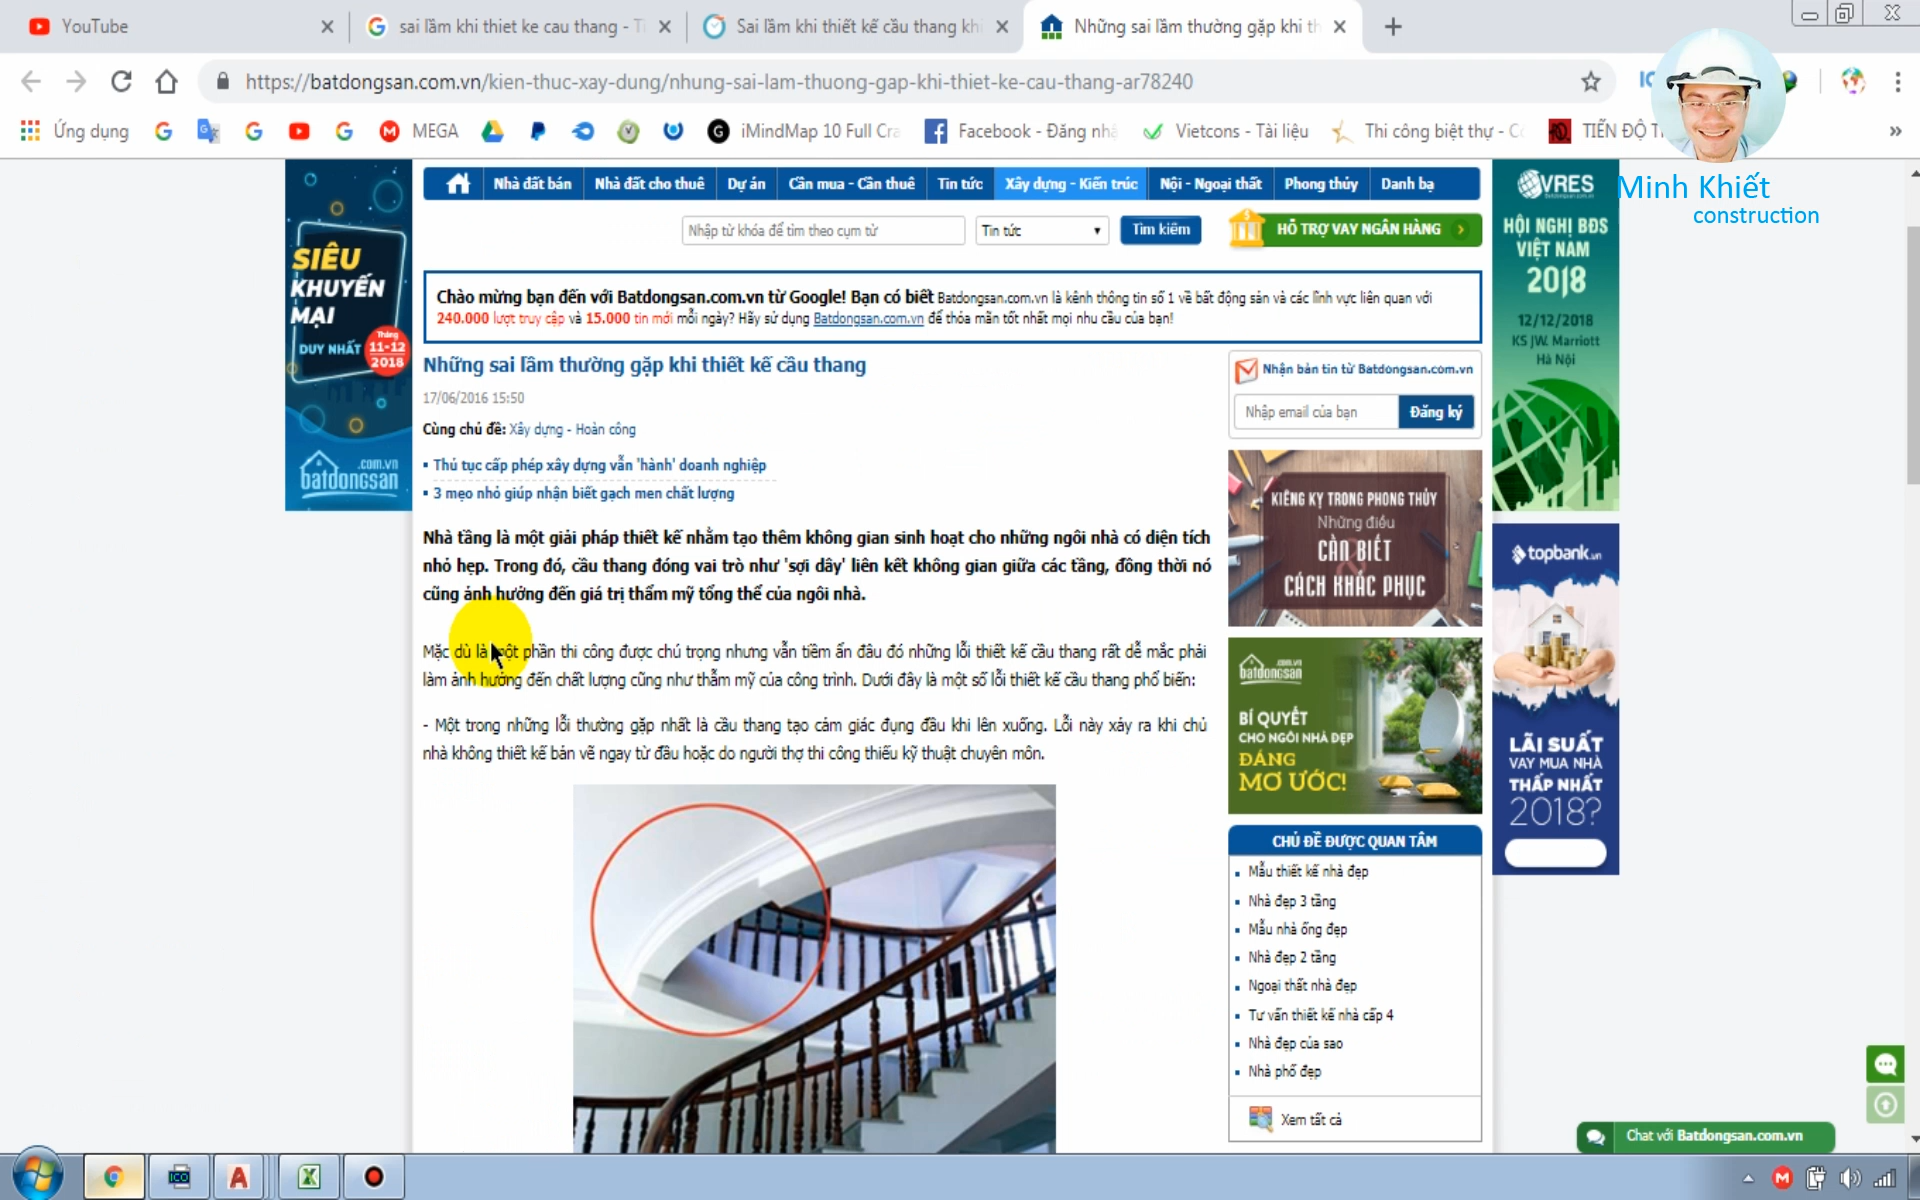 YouTube
sai lầm khi thiet ke cau thang - T
Sai lầm khi thiết kế cầu thang khi
Những sai lầm thường gặp khi th
https://batdongsan.com.vn/kien-thuc-xay-dung/nhung-sai-lam-thuong-gap-khi-thiet-ke-cau-thang-ar78240
Ứng dụng
MEGA
iMindMap 10 Full Cra
Facebook - Đăng nhậ
Vietcons - Tài liệu
Thi công biệt thự - C
TIẾN ĐỘ T
Minh Khiết
construction
Nhà đất bán
Nhà đất cho thuê
Dự án
Cần mua - Cần thuê
Tin tức
Xây dựng - Kiến trúc
Nội - Ngoại thất
Phong thủy
Danh bạ
Nhập từ khóa để tìm theo cụm từ
Tin tức
Tìm kiếm
HỖ TRỢ VAY NGÂN HÀNG
Chào mừng bạn đến với Batdongsan.com.vn từ Google! Bạn có biết Batdongsan.com.vn là kênh thông tin số 1 về bất động sản và các lĩnh vực liên quan với
240.000 lượt truy cập và 15.000 tin mới mỗi ngày? Hãy sử dụng Batdongsan.com.vn để thỏa mãn tốt nhất mọi nhu cầu của bạn!
Những sai lầm thường gặp khi thiết kế cầu thang
17/06/2016 15:50
Cùng chủ đề: Xây dựng - Hoàn công
Thủ tục cấp phép xây dựng vẫn 'hành' doanh nghiệp
3 mẹo nhỏ giúp nhận biết gạch men chất lượng
Nhà tầng là một giải pháp thiết kế nhằm tạo thêm không gian sinh hoạt cho những ngôi nhà có diện tích
nhỏ hẹp. Trong đó, cầu thang đóng vai trò như 'sợi dây' liên kết không gian giữa các tầng, đồng thời nó
cũng ảnh hưởng đến giá trị thẩm mỹ tổng thể của ngôi nhà.
Mặc dù là một phần thi công được chú trọng nhưng vẫn tiềm ẩn đâu đó những lỗi thiết kế cầu thang rất dễ mắc phải
làm ảnh hưởng đến chất lượng cũng như thẩm mỹ của công trình. Dưới đây là một số lỗi thiết kế cầu thang phổ biến:
- Một trong những lỗi thường gặp nhất là cầu thang tạo cảm giác đụng đầu khi lên xuống. Lỗi này xảy ra khi chủ
nhà không thiết kế bản vẽ ngay từ đầu hoặc do người thợ thi công thiếu kỹ thuật chuyên môn.
SIÊU
KHUYẾN
MẠI
DUY NHẤT
Tháng
11-12
2018
.com.vn
batdongsan
Nhận bản tin từ Batdongsan.com.vn
Nhập email của bạn
Đăng ký
KIÊNG KỴ TRONG PHONG THỦY
Những điều
CẦN BIẾT
&
CÁCH KHẮC PHỤC
.com.vn
batdongsan
BÍ QUYẾT
CHO NGÔI NHÀ ĐẸP
ĐÁNG
MƠ ƯỚC!
CHỦ ĐỀ ĐƯỢC QUAN TÂM
Mẫu thiết kế nhà đẹp
Nhà đẹp 3 tầng
Mẫu nhà ống đẹp
Nhà đẹp 2 tầng
Ngoại thất nhà đẹp
Tư vấn thiết kế nhà cấp 4
Nhà đẹp của sao
Nhà phố đẹp
Xem tất cả
VRES
HỘI NGHỊ BĐS
VIỆT NAM
2018
12/12/2018
KS JW. Marriott
Hà Nội
topbank.vn
LÃI SUẤT
VAY MUA NHÀ
THẤP NHẤT
2018?
Chat với Batdongsan.com.vn
ICO